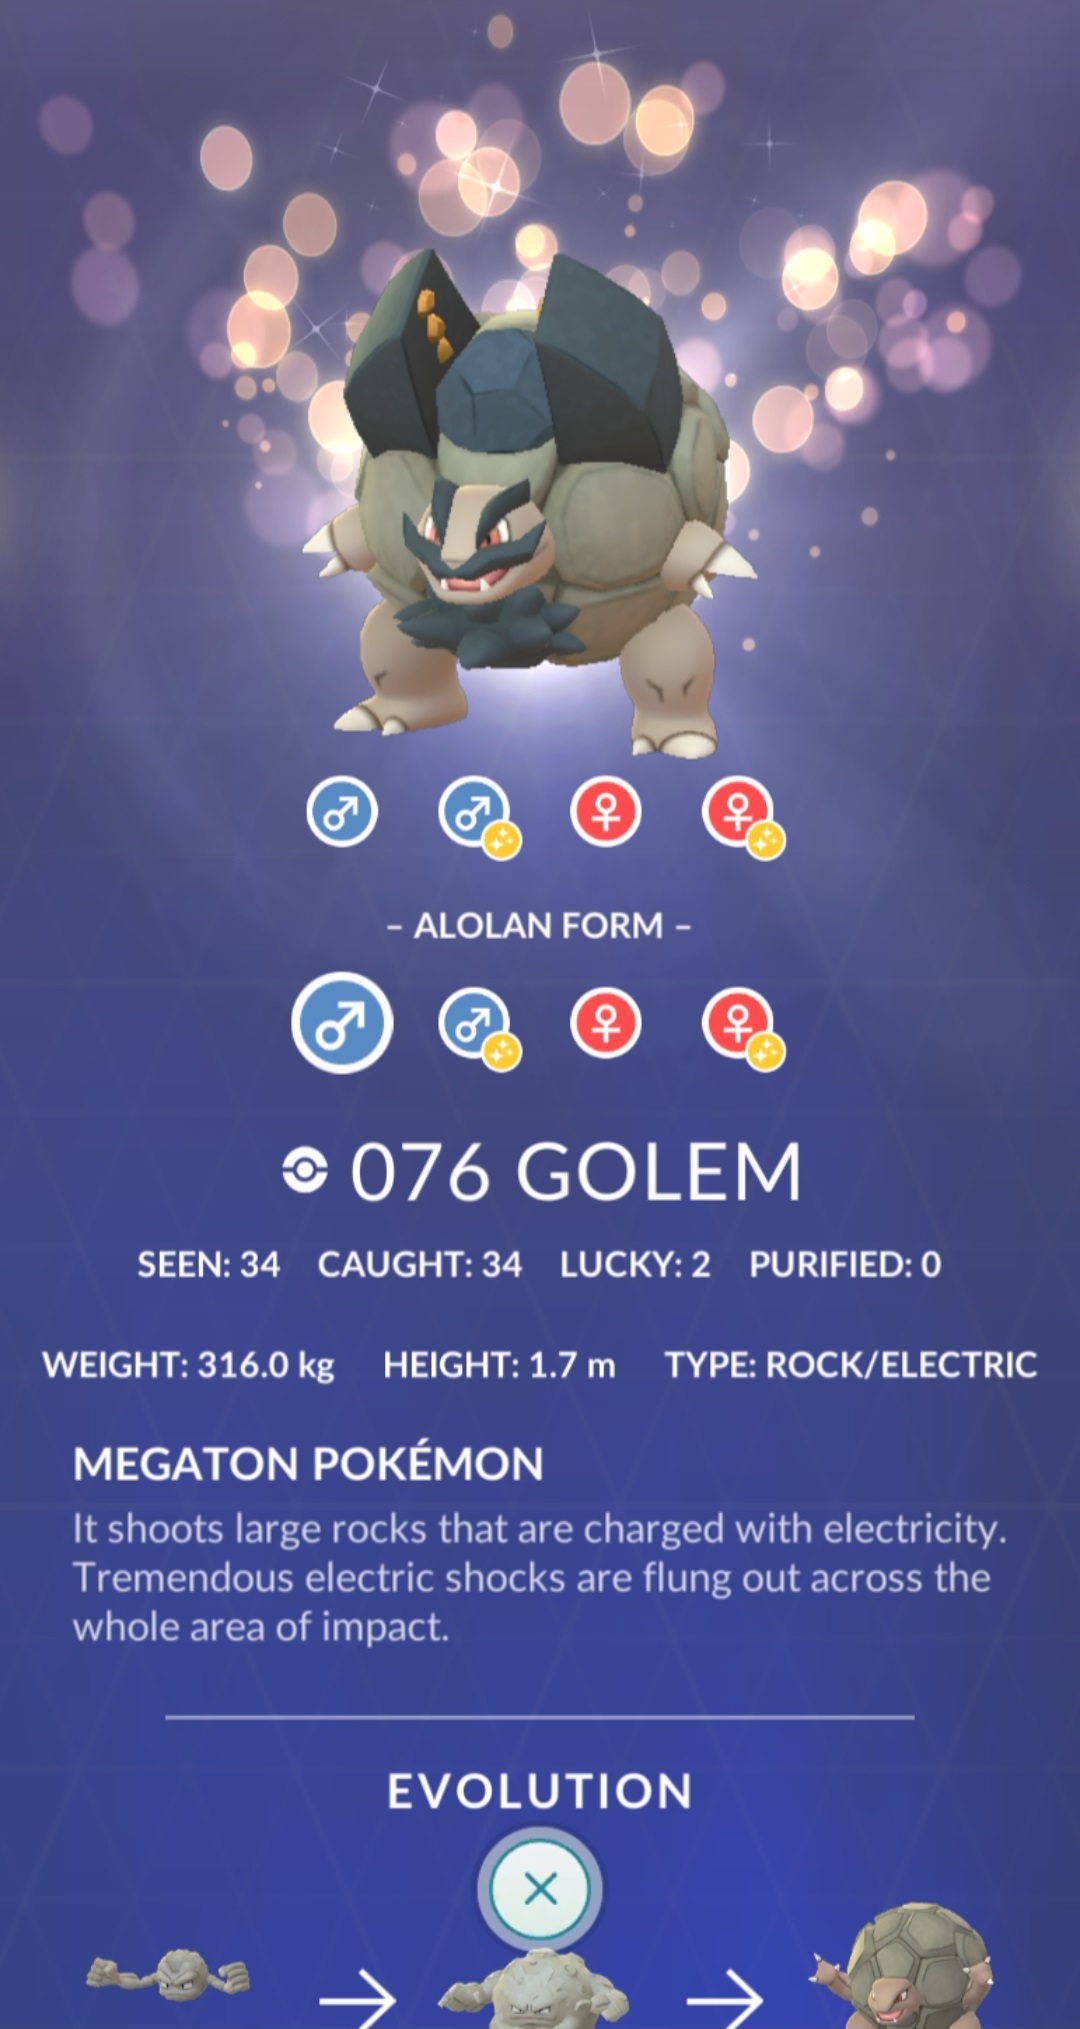 – ALOLAN FORM –
076 GOLEM
SEEN: 34 CAUGHT: 34 LUCKY: 2 PURIFIED: 0
WEIGHT: 316.0 kg HEIGHT: 1.7 m TYPE: ROCK/ELECTRIC
MEGATON POKÉMON
It shoots large rocks that are charged with electricity.
Tremendous electric shocks are flung out across the
whole area of impact.
EVOLUTION